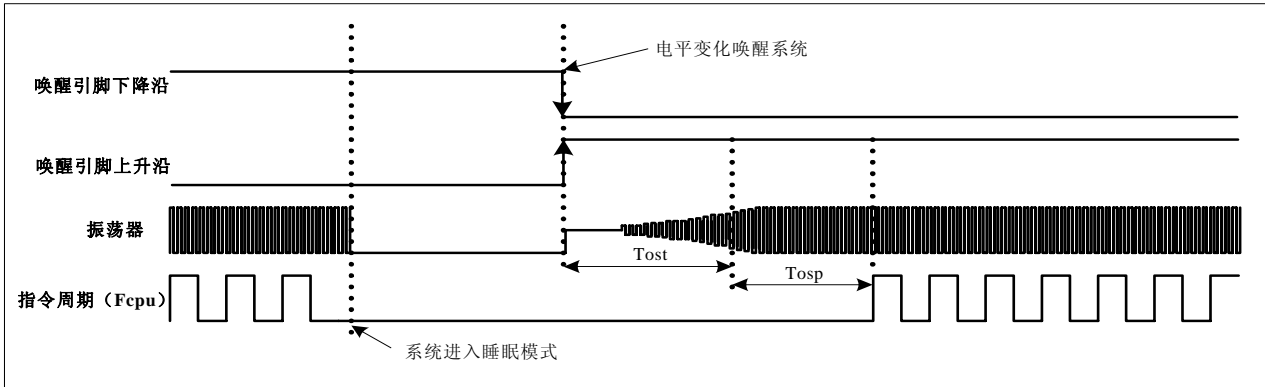 电平变化唤醒系统
唤醒引脚下降沿
唤醒引脚上升沿
振荡器
Tost
Tosp
指令周期（Fcpu）
系统进入睡眠模式